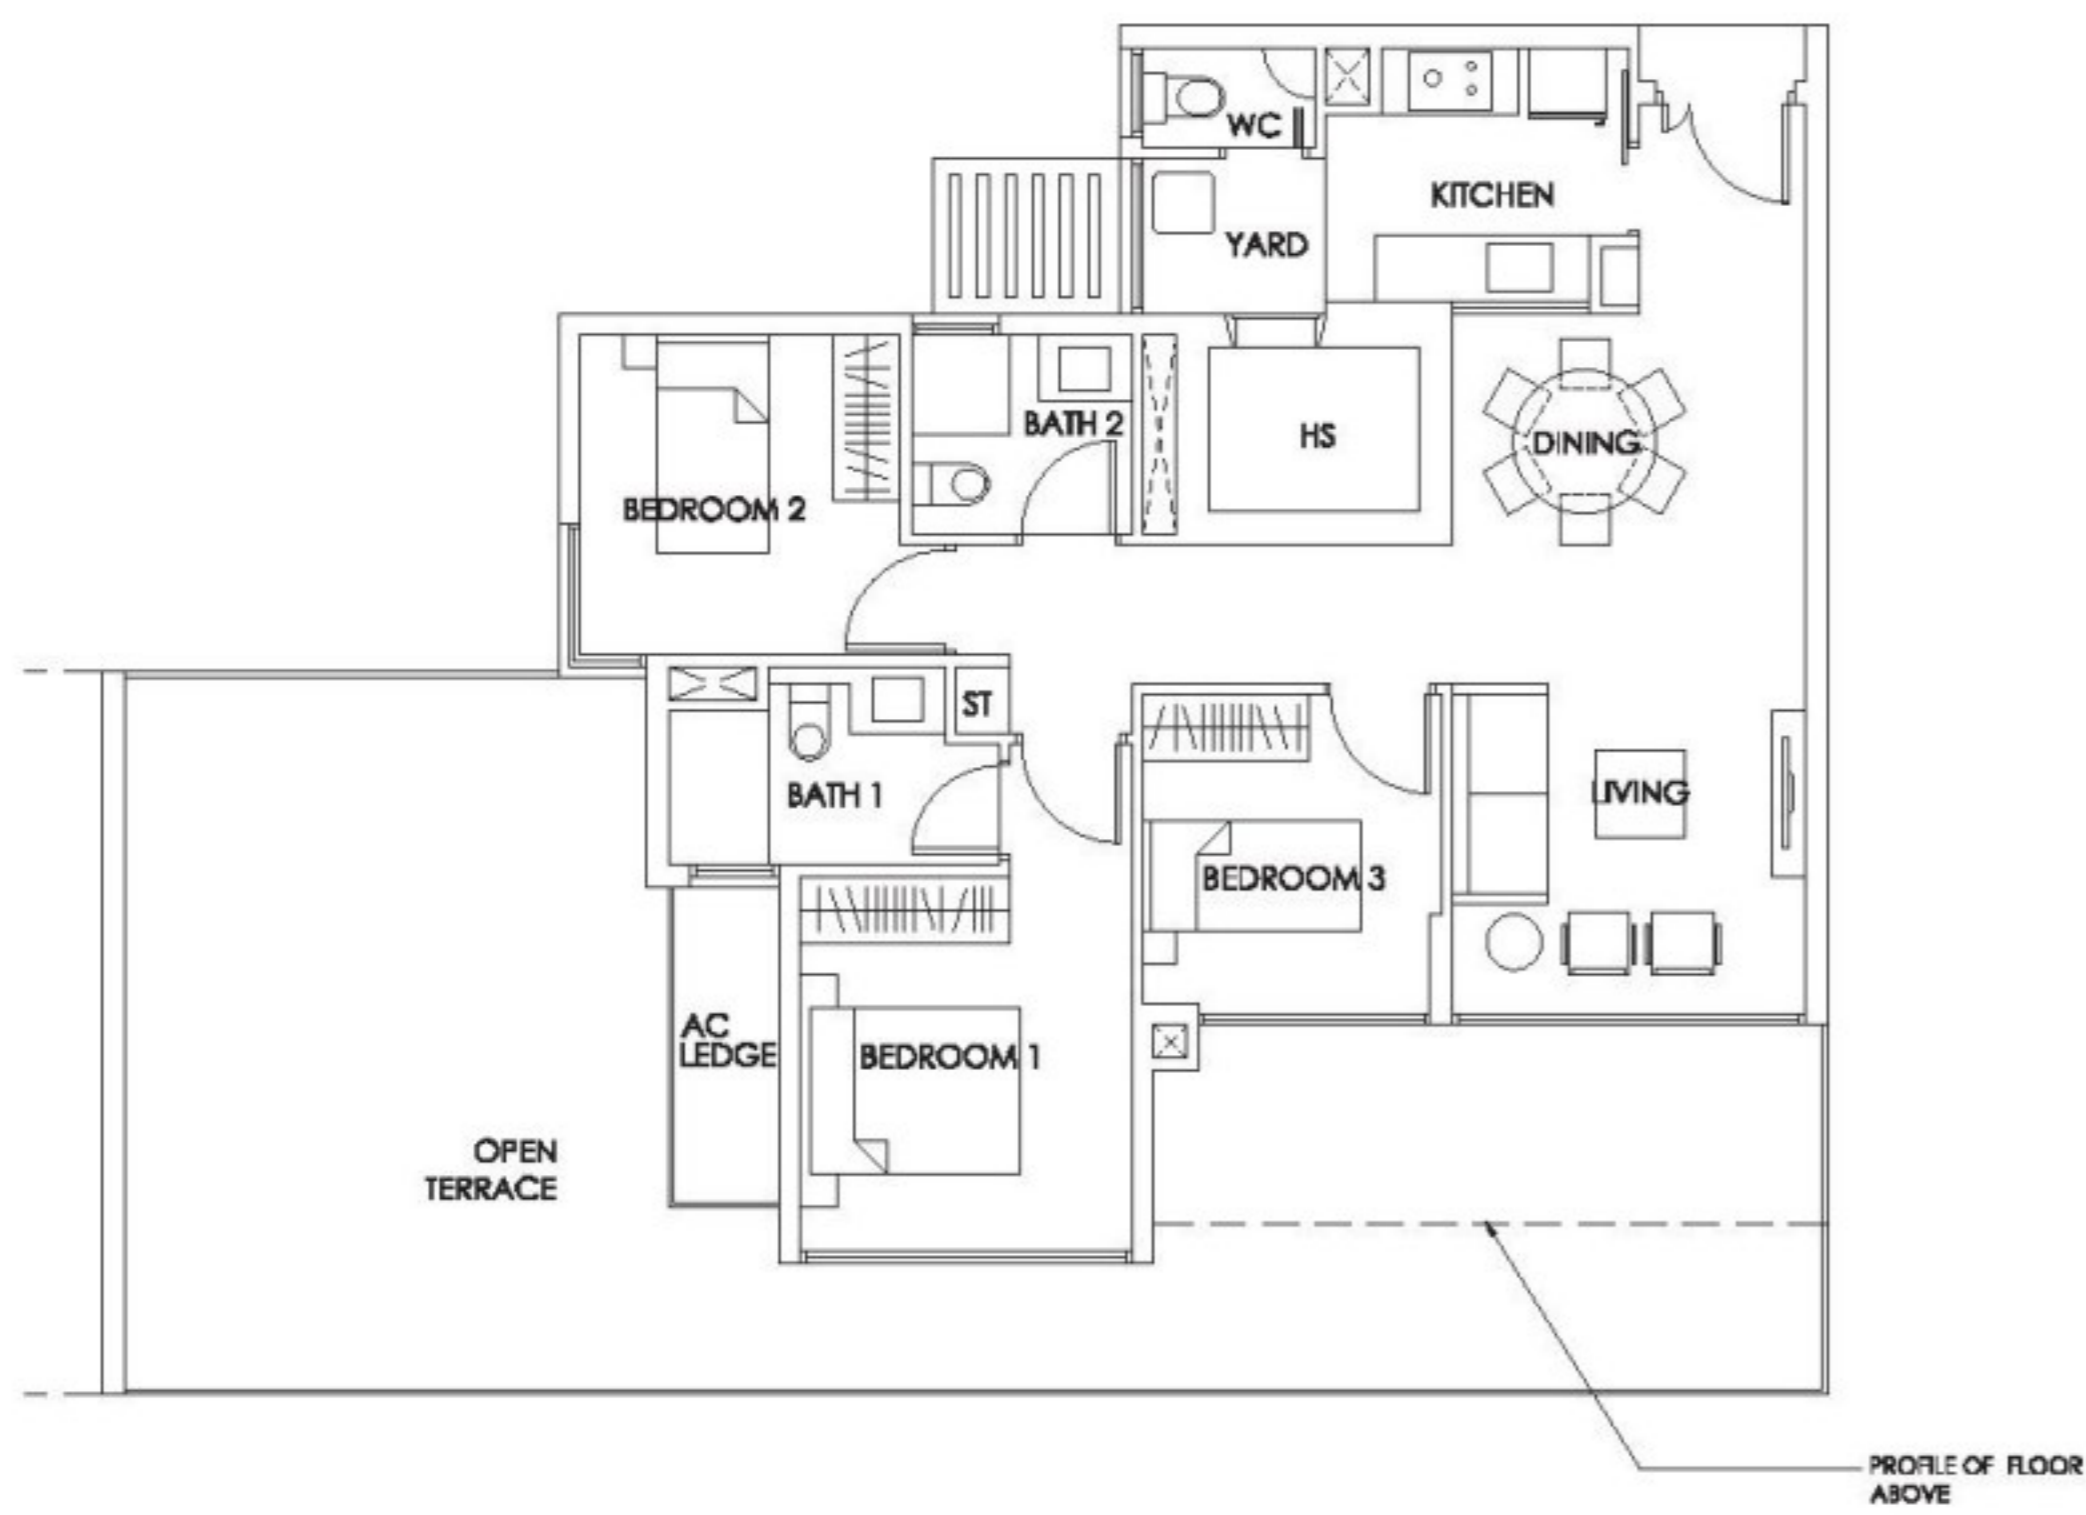 WC
KITCHEN
YARD
BATH 2
HS
DINING
BEDROOM 2
ST
BATH 1
LIVING
BEDROOM 3
AC
LEDGE
BEDROOM 1
OPEN
TERRACE
PROFILE OF FLOOR
ABOVE